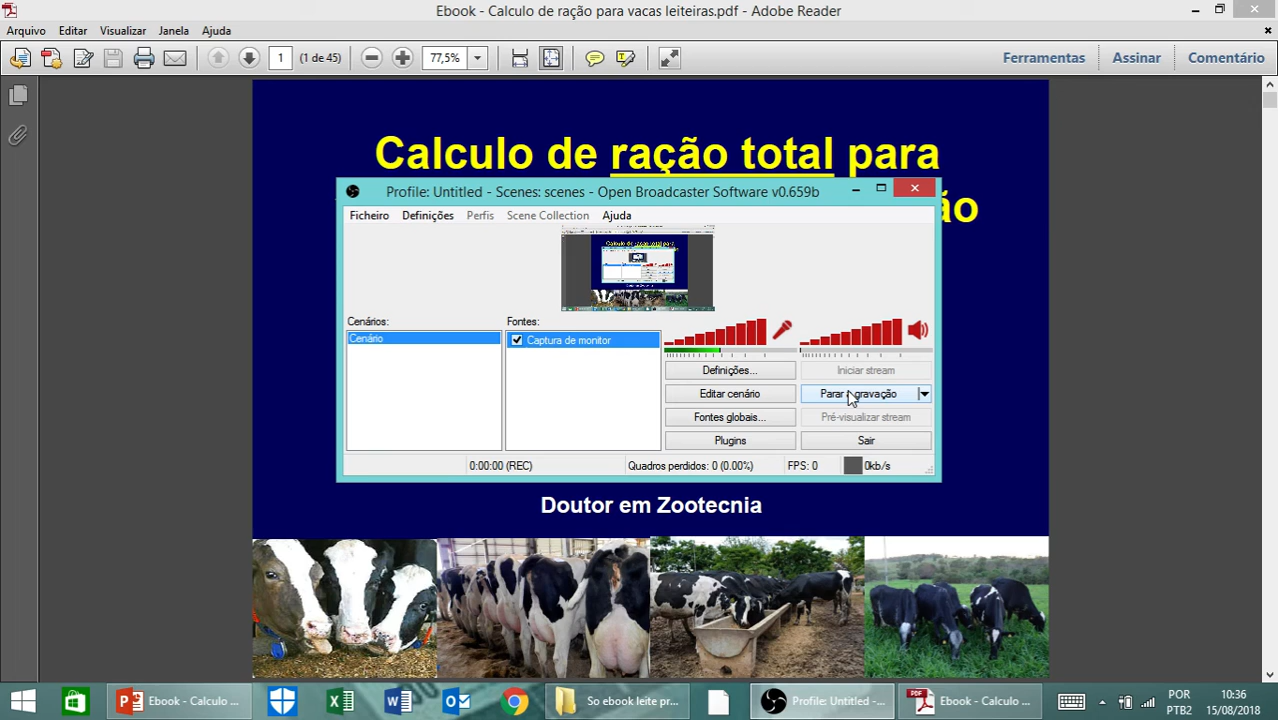 Ebook - Calculo de ração para vacas leiteiras.pdf - Adobe Reader
Arquivo Editar Visualizar Janela Ajuda
1 (1 de 45) 77,5% Ferramentas Assinar Comentário
Calculo de ração total para
ão
Profile: Untitled - Scenes: scenes - Open Broadcaster Software v0.659b
Ficheiro Definições Perfis Scene Collection Ajuda
Cenários: Fontes:
Cenário Captura de monitor
Definições... Iniciar stream
Editar cenário Parar a gravação
Fontes globais... Pré-visualizar stream
Plugins Sair
0:00:00 (REC) Quadros perdidos: 0 (0.00%) FPS: 0 0kb/s
Doutor em Zootecnia
Ebook - Calculo ... So ebook leite pr... Profile: Untitled -... Ebook - Calculo ... POR 10:36
PTB2 15/08/2018